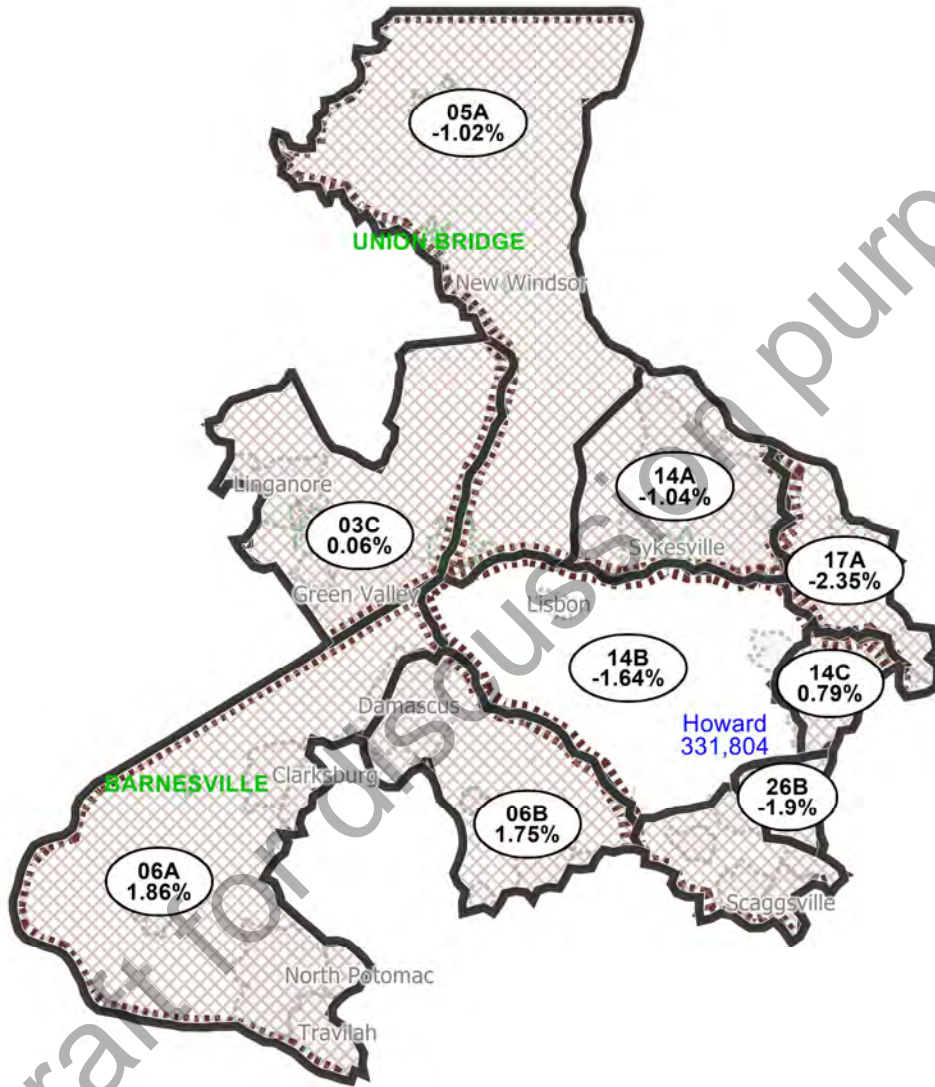 05A
-1.02%
UNION BRIDGE
New Windsor
14A
-1.04%
Linganore
03C
0.06%
Sykesville
17A
-2.35%
Green Valley
Lisbon
14B
-1.64%
14C
0.79%
Damascus
Howard
331,804
BARNESVILLE
Clarksburg
26B
-1.9%
06B
1.75%
06A
1.86%
Scaggsville
North Potomac
Travilah
raft for discussion purp